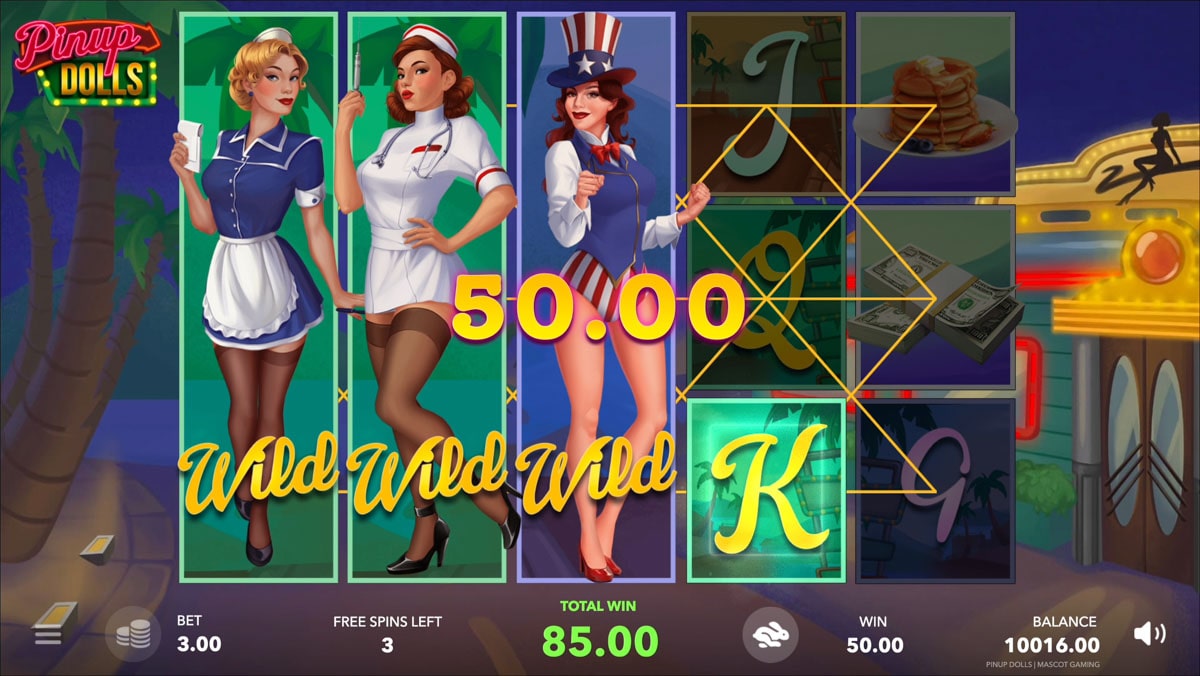 Pinup
DOLLS
J
50.00
Q
Wild
Wild
Wild
K
9
BET
3.00
FREE SPINS LEFT
3
TOTAL WIN
85.00
WIN
50.00
BALANCE
10016.00
PINUP DOLLS | MASCOT GAMING